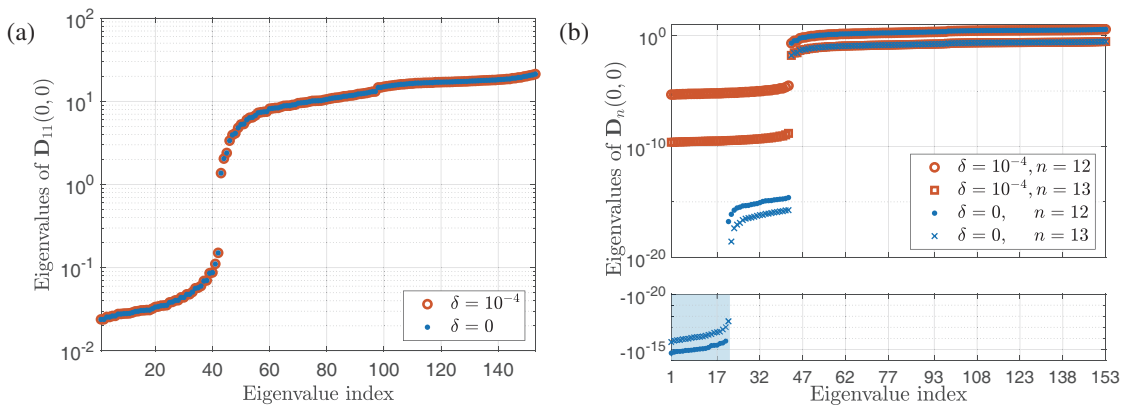 (a)
10^2
10^1
10^0
10^-1
10^-2
Eigenvalues of D_11(0, 0)
20 40 60 80 100 120 140
Eigenvalue index
δ = 10^-4
δ = 0
(b)
10^0
10^-10
10^-20
Eigenvalues of D_n(0, 0)
δ = 10^-4, n = 12
δ = 10^-4, n = 13
δ = 0, n = 12
δ = 0, n = 13
-10^-20
-10^-15
1 17 32 47 62 77 93 108 123 138 153
Eigenvalue index